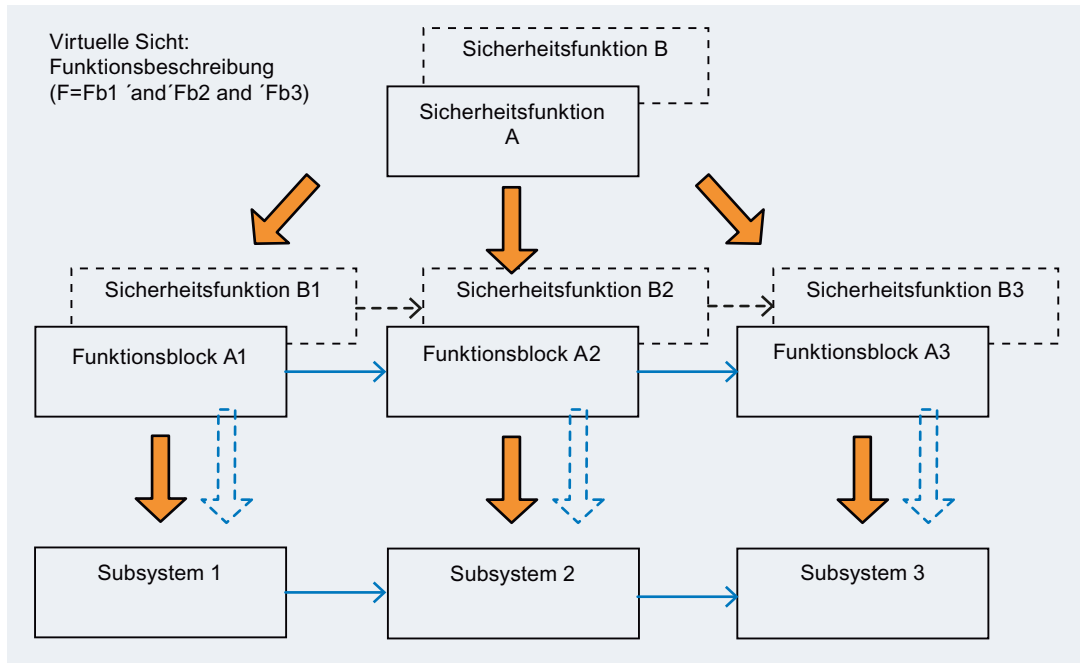 Virtuelle Sicht:
Funktionsbeschreibung
(F=Fb1 ´and´Fb2 and ´Fb3)
Sicherheitsfunktion B
Sicherheitsfunktion
A
Sicherheitsfunktion B1
Sicherheitsfunktion B2
Sicherheitsfunktion B3
Funktionsblock A1
Funktionsblock A2
Funktionsblock A3
Subsystem 1
Subsystem 2
Subsystem 3